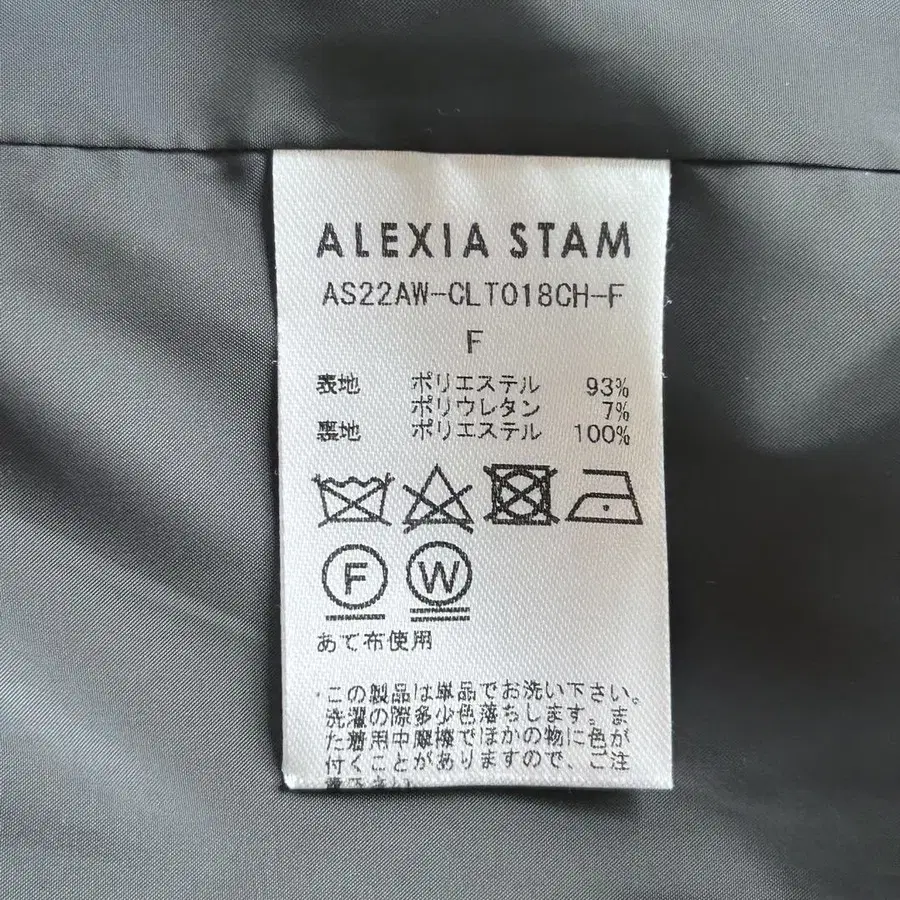 ALEXIA STAM
AS22AW-CLT018CH-F
F
表地 ポリエステル 93%
ポリウレタン 7%
裏地 ポリエステル 100%
F
W
あて布使用
・この製品は単品でお洗い下さい。
洗濯の際多少色落ちします。ま
た着用中摩擦でほかの物に色が
付くことがありますので、ご注
意下さい